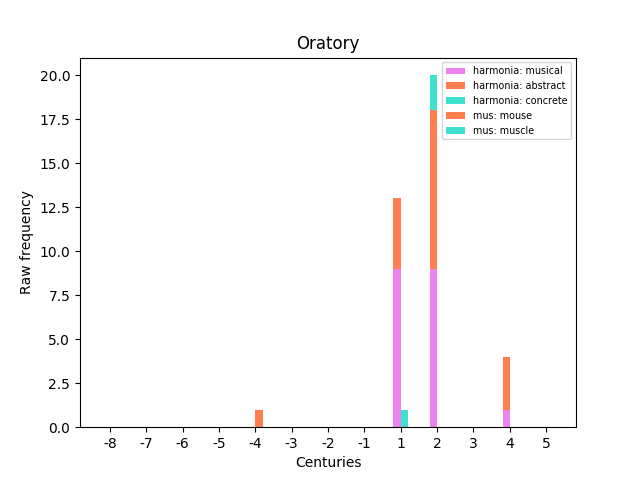 Oratory
harmonia: musical
harmonia: abstract
harmonia: concrete
mus: mouse
mus: muscle
20.0
17.5
15.0
12.5
10.0
7.5
5.0
2.5
0.0
Raw frequency
-8 -7 -6 -5 -4 -3 -2 -1 1 2 3 4 5
Centuries